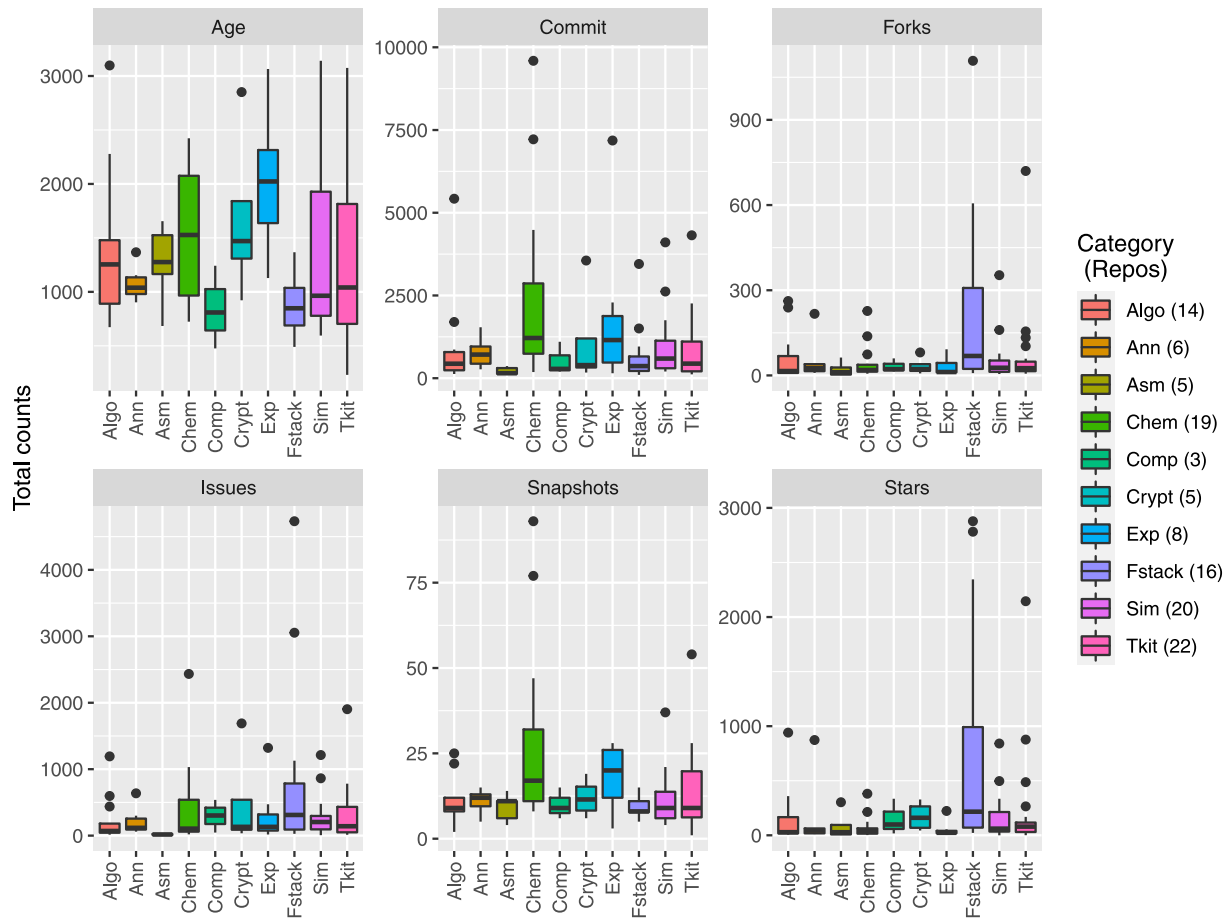 Age
Commit
Forks
3000
2000
1000
10000
7500
5000
2500
0
900
600
300
0
Algo
Ann
Asm
Chem
Comp
Crypt
Exp
Fstack
Sim
Tkit
Algo
Ann
Asm
Chem
Comp
Crypt
Exp
Fstack
Sim
Tkit
Algo
Ann
Asm
Chem
Comp
Crypt
Exp
Fstack
Sim
Tkit
Total counts
Issues
Snapshots
Stars
4000
3000
2000
1000
0
75
50
25
0
3000
2000
1000
0
Algo
Ann
Asm
Chem
Comp
Crypt
Exp
Fstack
Sim
Tkit
Algo
Ann
Asm
Chem
Comp
Crypt
Exp
Fstack
Sim
Tkit
Algo
Ann
Asm
Chem
Comp
Crypt
Exp
Fstack
Sim
Tkit
Category
(Repos)
Algo (14)
Ann (6)
Asm (5)
Chem (19)
Comp (3)
Crypt (5)
Exp (8)
Fstack (16)
Sim (20)
Tkit (22)